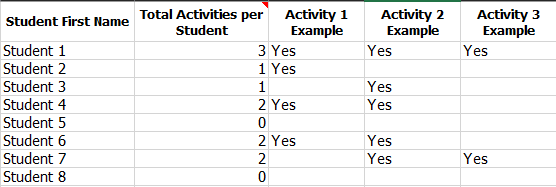 Student First Name Total Activities per Student Activity 1 Example Activity 2 Example Activity 3 Example
Student 1 3 Yes Yes Yes
Student 2 1 Yes
Student 3 1 Yes
Student 4 2 Yes Yes
Student 5 0
Student 6 2 Yes Yes
Student 7 2 Yes Yes
Student 8 0